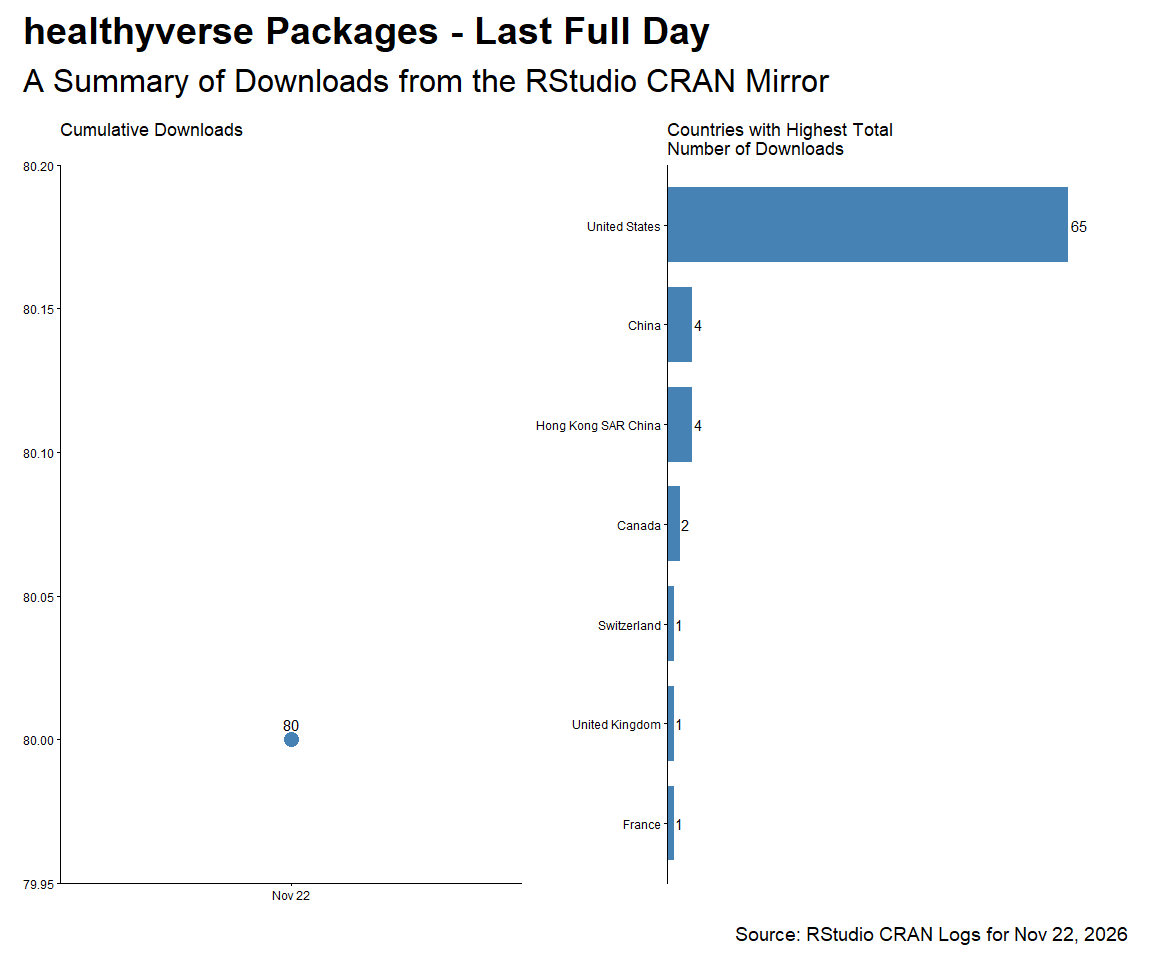 healthyverse Packages - Last Full Day
A Summary of Downloads from the RStudio CRAN Mirror
Cumulative Downloads
80.20
80.15
80.10
80.05
80.00
79.95
80
Nov 22
Countries with Highest Total
Number of Downloads
United States 65
China 4
Hong Kong SAR China 4
Canada 2
Switzerland 1
United Kingdom 1
France 1
Source: RStudio CRAN Logs for Nov 22, 2026